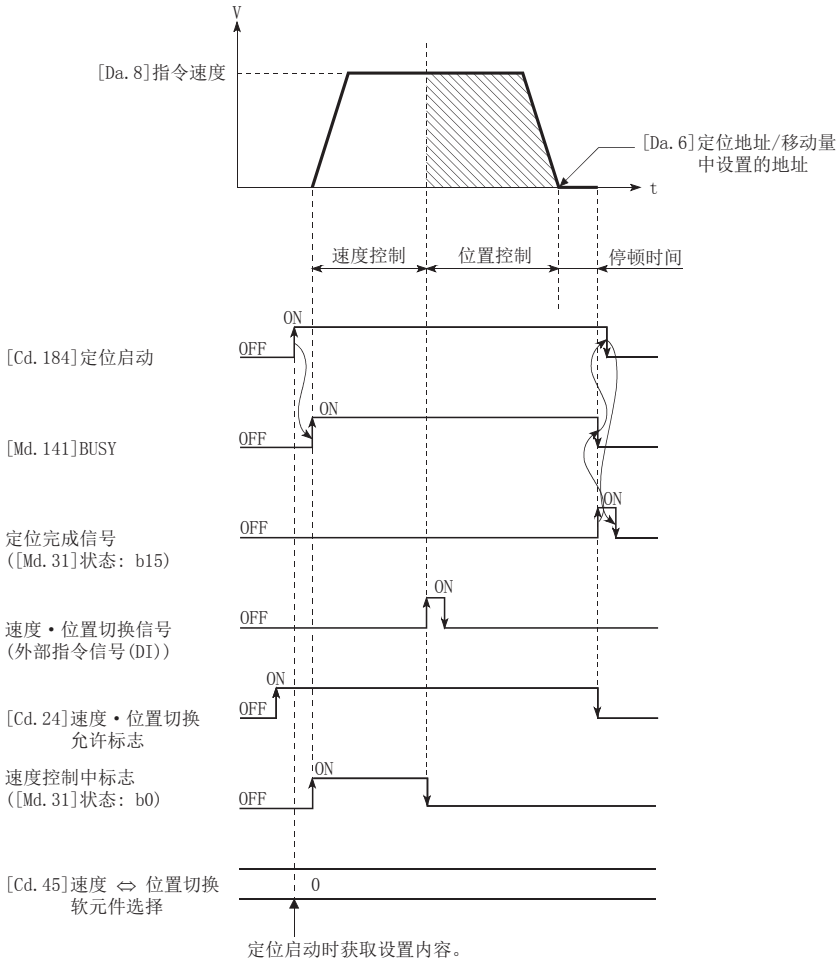 V
[Da.8]指令速度
[Da.6]定位地址/移动量
中设置的地址
t
速度控制
位置控制
停顿时间
ON
[Cd.184]定位启动
OFF
ON
[Md.141]BUSY
OFF
ON
定位完成信号
([Md.31]状态: b15)
OFF
ON
速度・位置切换信号
(外部指令信号(DI))
OFF
ON
[Cd.24]速度・位置切换
允许标志
OFF
ON
速度控制中标志
([Md.31]状态: b0)
OFF
[Cd.45]速度 ⇔ 位置切换
软元件选择
0
定位启动时获取设置内容。